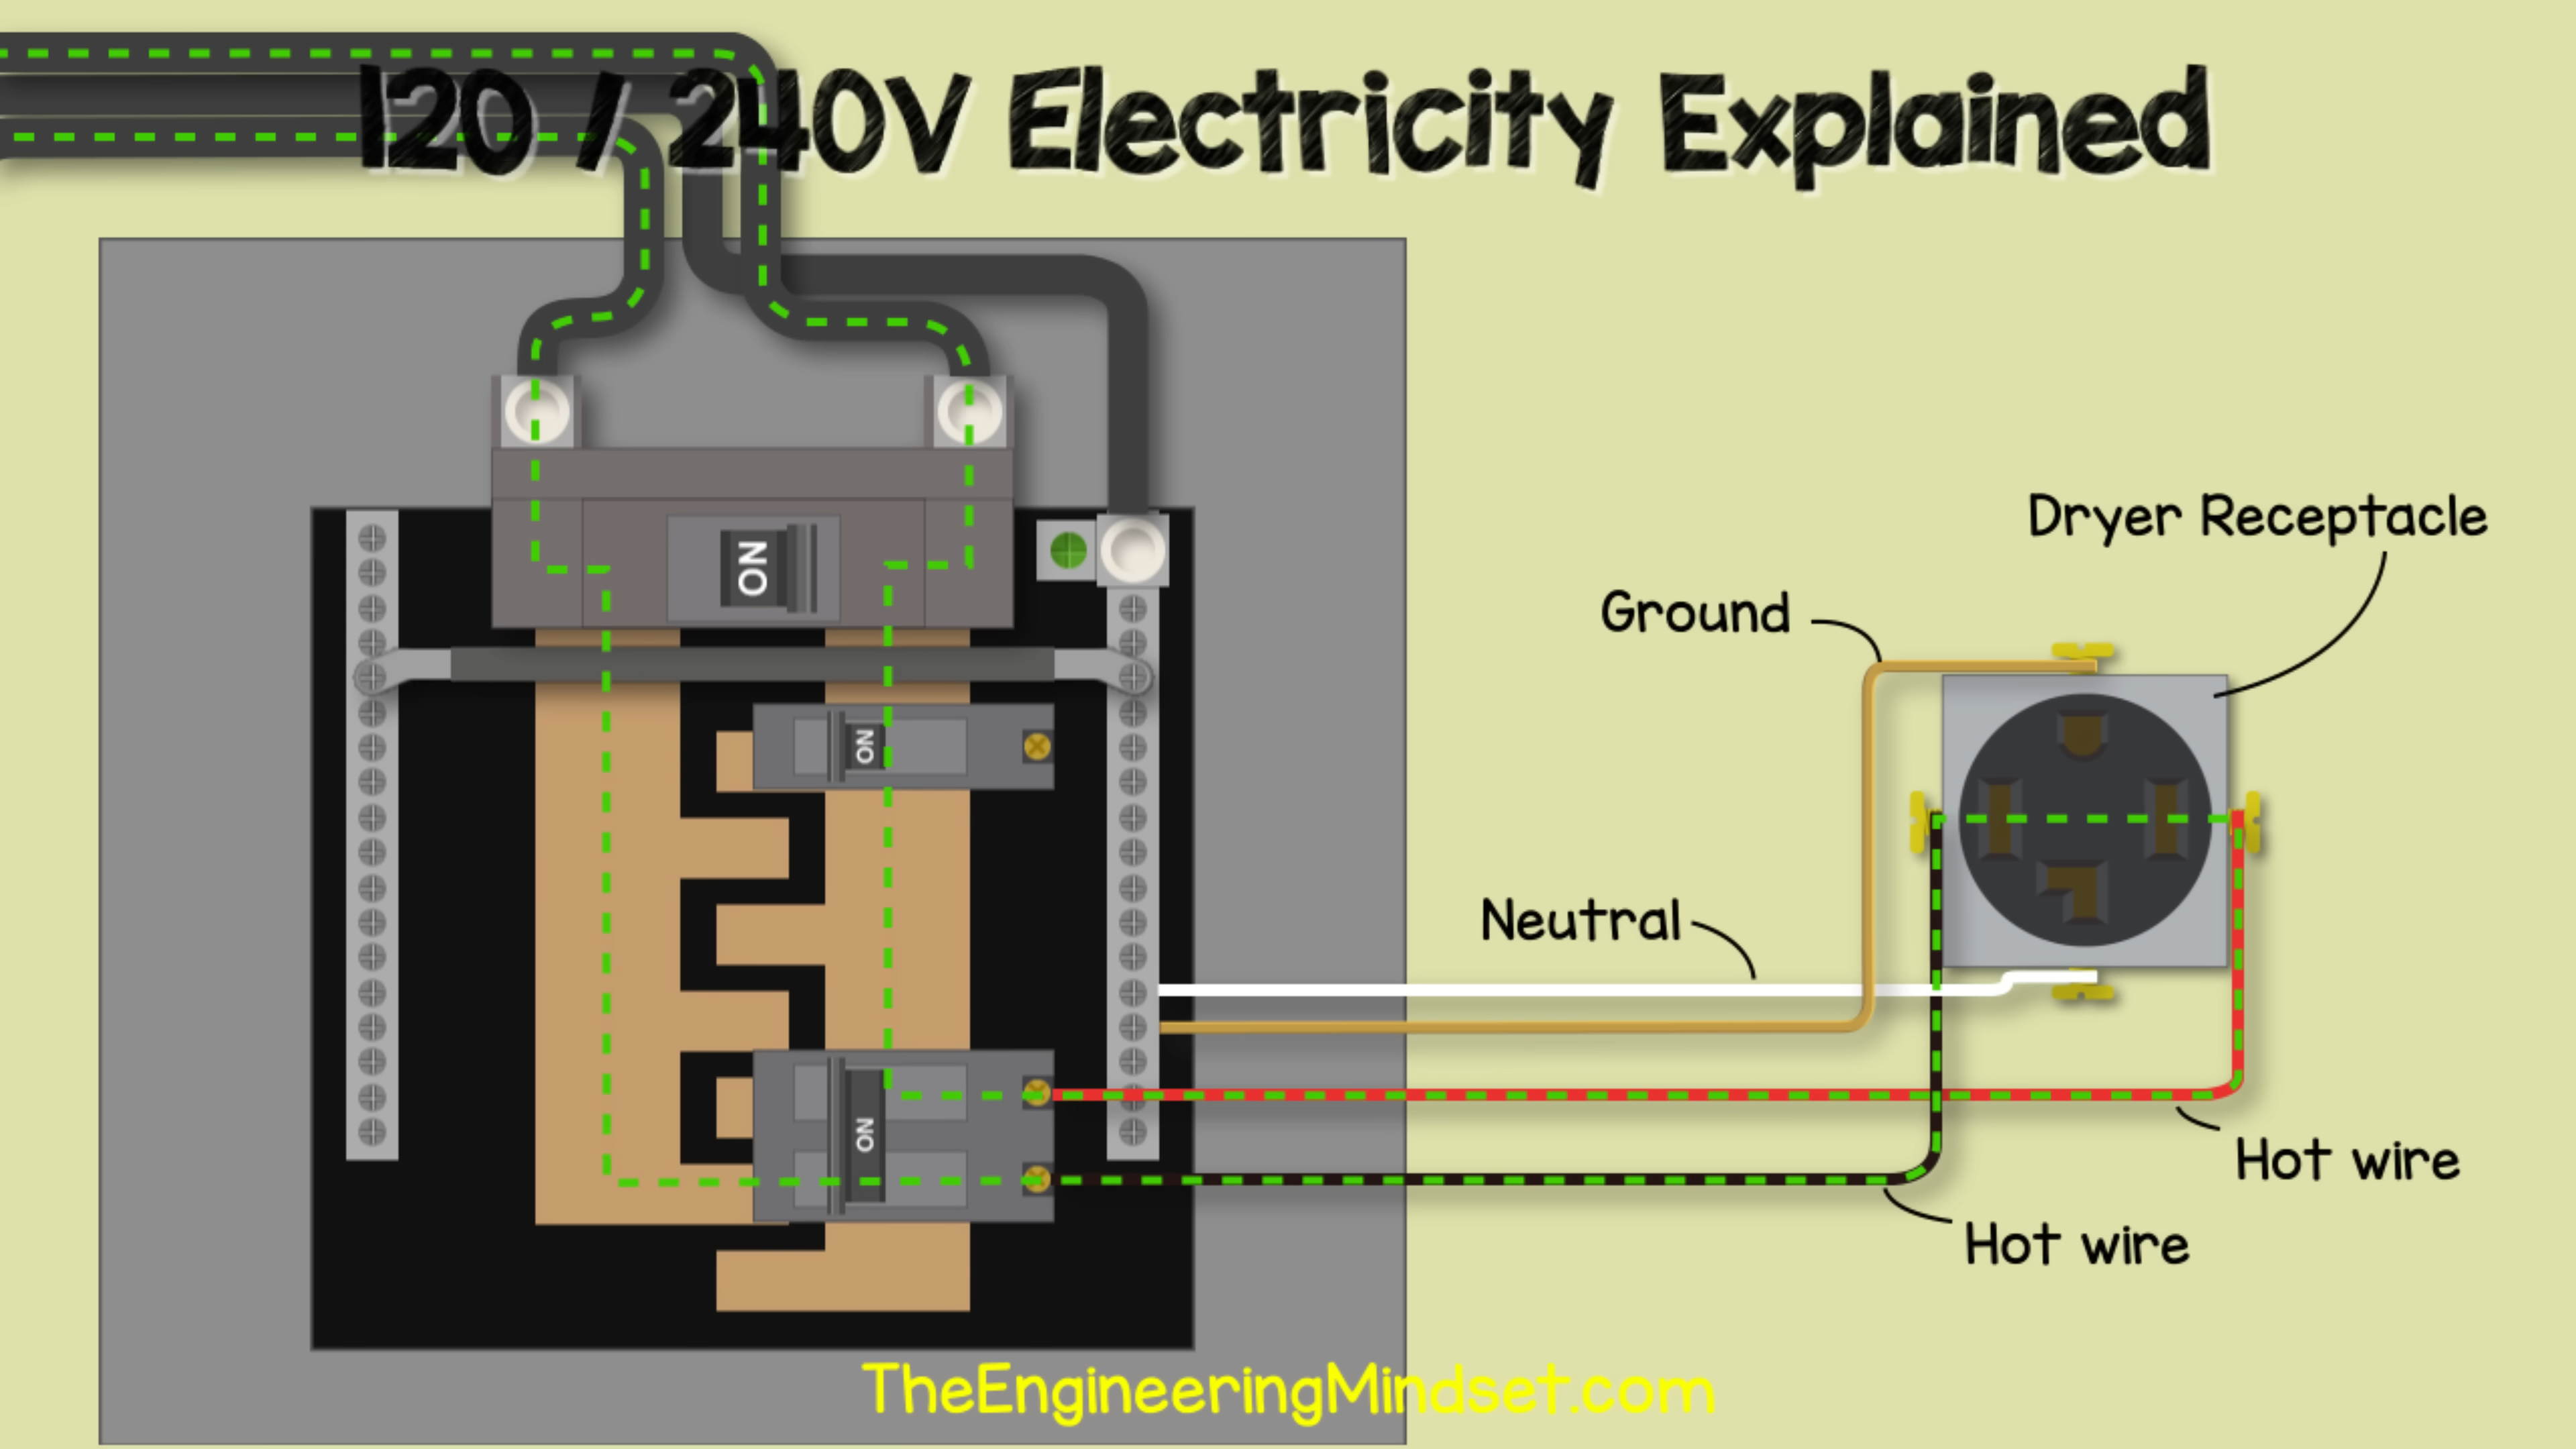 120 / 240V Electricity Explained
Dryer Receptacle
ON
Ground
ON
Neutral
ON
Hot wire
Hot wire
TheEngineeringMindset.com